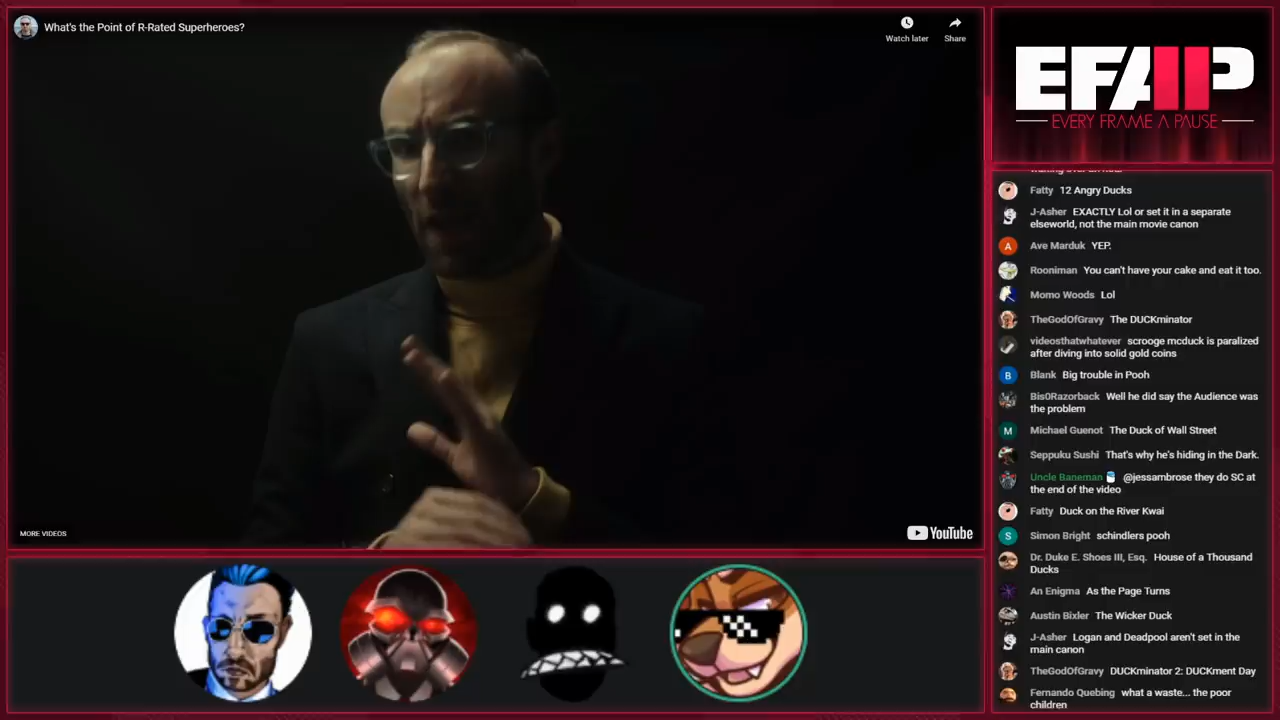 What's the Point of R-Rated Superheroes?
Watch later
Share
MORE VIDEOS
YouTube
EFAP
EVERY FRAME A PAUSE
Fatty 12 Angry Ducks
J-Asher EXACTLY Lol or set it in a separate
elseworld, not the main movie canon
A
Ave Marduk YEP.
Rooniman You can't have your cake and eat it too.
Momo Woods Lol
TheGodOfGravy The DUCKminator
videosthatwhatever scrooge mcduck is paralized
after diving into solid gold coins
B
Blank Big trouble in Pooh
Bis0Razorback Well he did say the Audience was
the problem
M
Michael Guenot The Duck of Wall Street
Seppuku Sushi That's why he's hiding in the Dark.
Uncle Baneman @jessambrose they do SC at
the end of the video
Fatty Duck on the River Kwai
S
Simon Bright schindlers pooh
Dr. Duke E. Shoes III, Esq. House of a Thousand
Ducks
An Enigma As the Page Turns
Austin Bixler The Wicker Duck
J-Asher Logan and Deadpool aren't set in the
main canon
TheGodOfGravy DUCKminator 2: DUCKment Day
Fernando Quebing what a waste... the poor
children